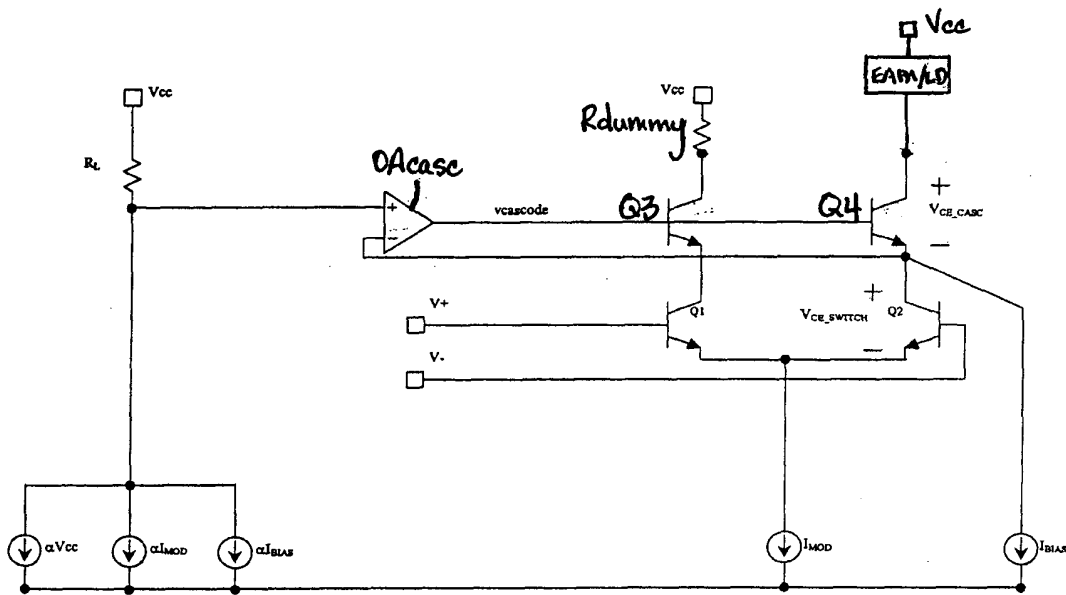 Vcc
EAM/LD
Vcc
Vcc
Rdummy
RL
OAcasc
+
-
vcascode
Q3
Q4
+
VCE_CASC
-
V+
Q1
+
VCE_SWITCH
Q2
-
V-
αVcc
αIMOD
αIBIAS
IMOD
IBIAS